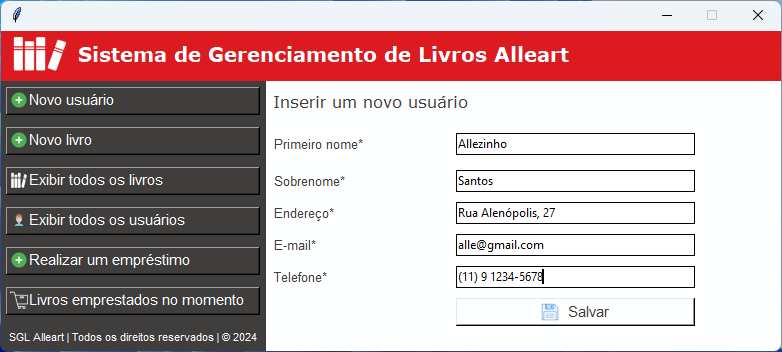 Sistema de Gerenciamento de Livros Alleart
Novo usuário
Novo livro
Exibir todos os livros
Exibir todos os usuários
Realizar um empréstimo
Livros emprestados no momento
SGL Alleart | Todos os direitos reservados | © 2024
Inserir um novo usuário
Primeiro nome* Allezinho
Sobrenome* Santos
Endereço* Rua Alenópolis, 27
E-mail* alle@gmail.com
Telefone* (11) 9 1234-5678
Salvar